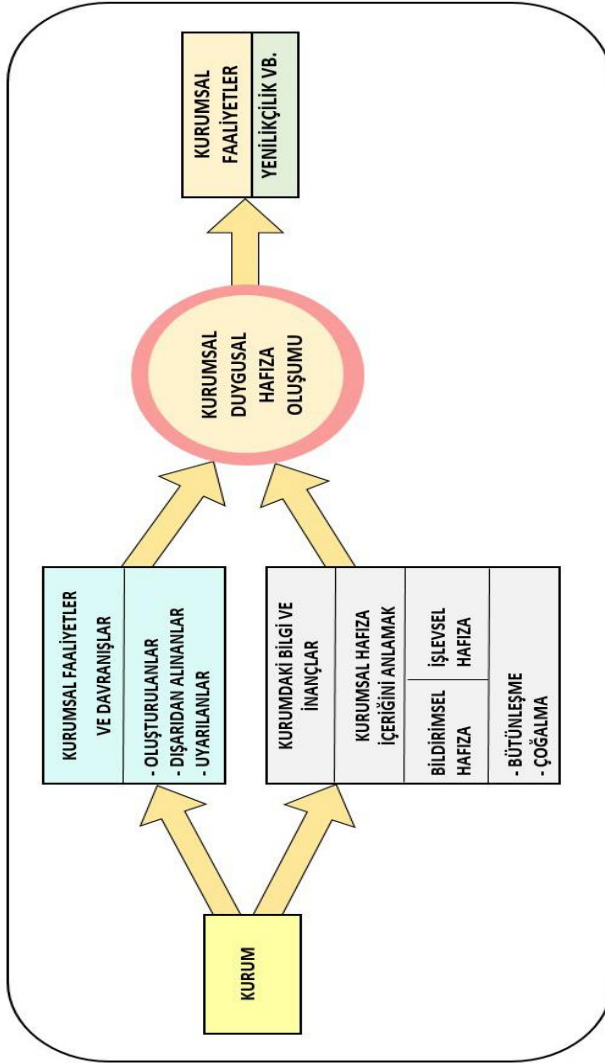 KURUM
KURUMSAL FAALİYETLER
VE DAVRANIŞLAR
- OLUŞTURULANLAR
- DIŞARIDAN ALINANLAR
- UYARILANLAR
KURUMDAKİ BİLGİ VE
İNANÇLAR
KURUMSAL HAFIZA
İÇERİĞİNİ ANLAMAK
BİLDİRİMSEL
HAFIZA
İŞLEVSEL
HAFIZA
- BÜTÜNLEŞME
- ÇOĞALMA
KURUMSAL
DUYGUSAL
HAFIZA
OLUŞUMU
KURUMSAL
FAALİYETLER
YENİLİKÇİLİK VB.